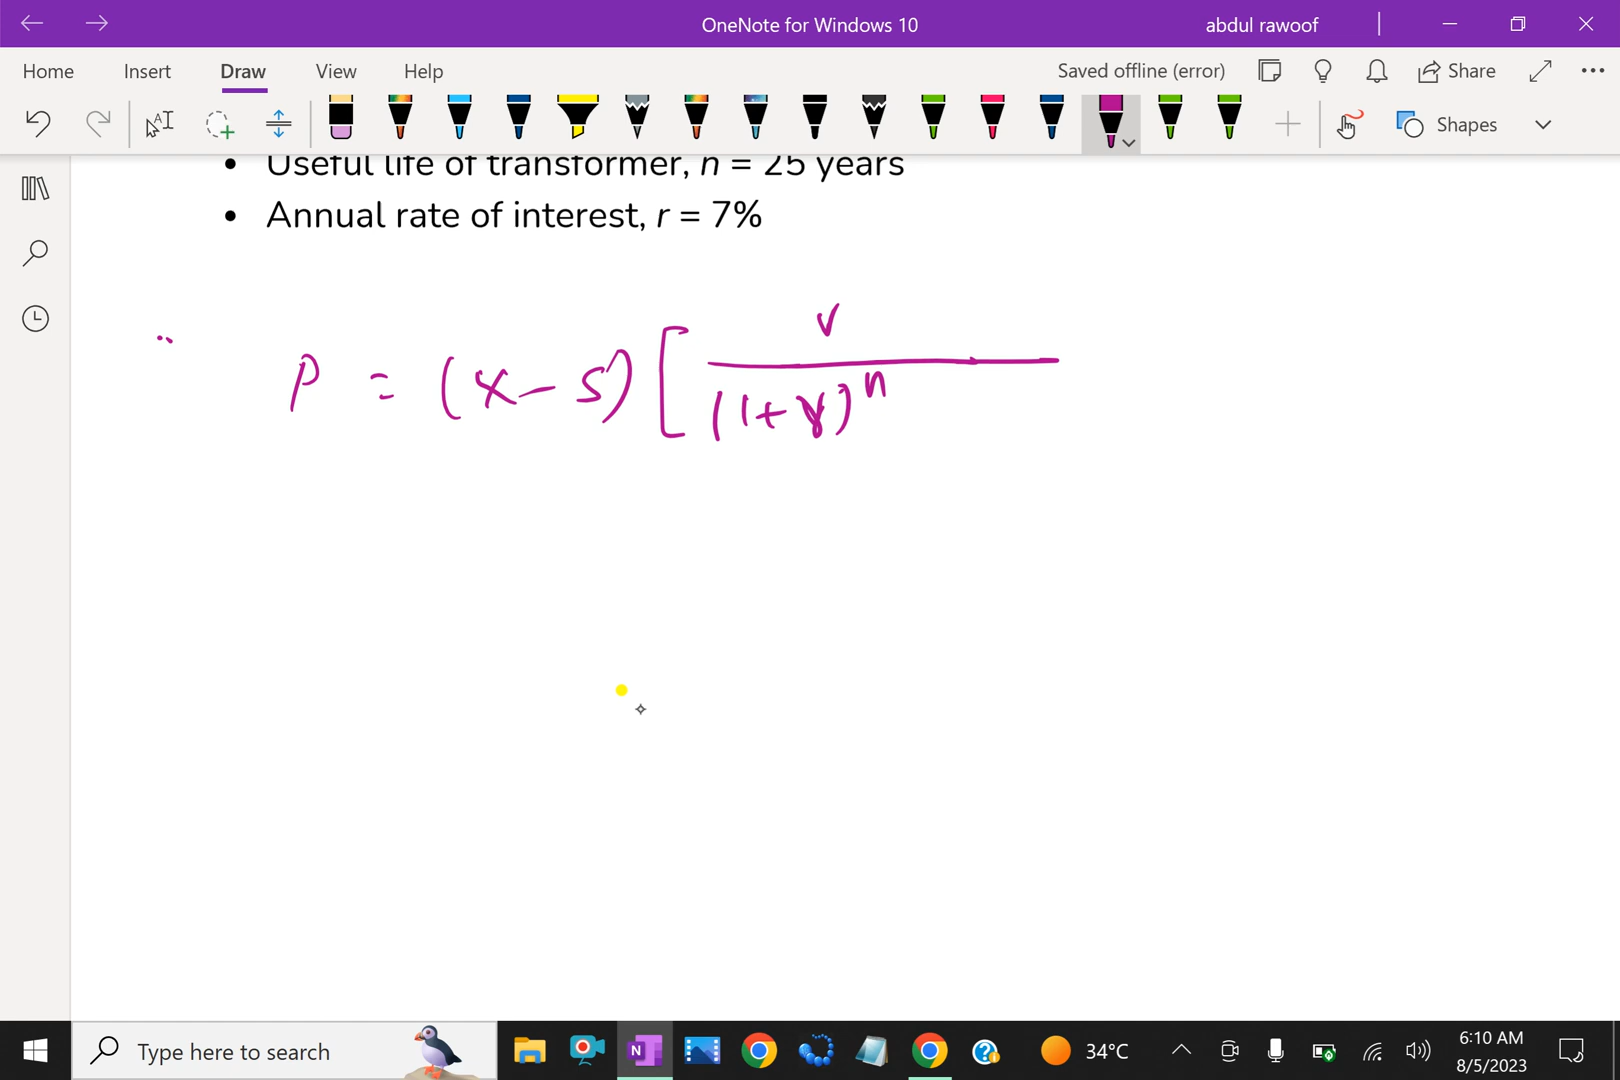 OneNote for Windows 10
abdul rawoof
Home Insert Draw View Help
Saved offline (error) Share
Shapes
• Useful life of transformer, n = 25 years
• Annual rate of interest, r = 7%
∵ P = (x - s) [ r / (1+r)^n
Type here to search
34°C
6:10 AM
8/5/2023